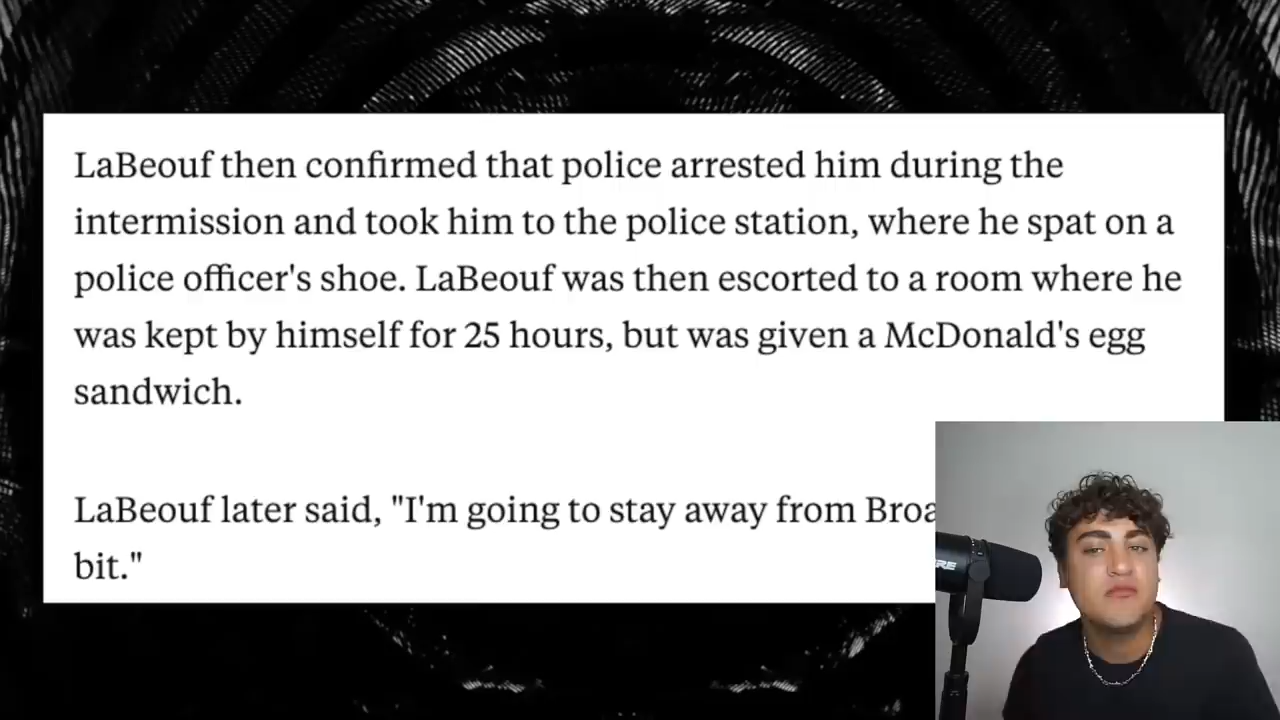 LaBeouf then confirmed that police arrested him during the
intermission and took him to the police station, where he spat on a
police officer's shoe. LaBeouf was then escorted to a room where he
was kept by himself for 25 hours, but was given a McDonald's egg
sandwich.
LaBeouf later said, "I'm going to stay away from
bit."